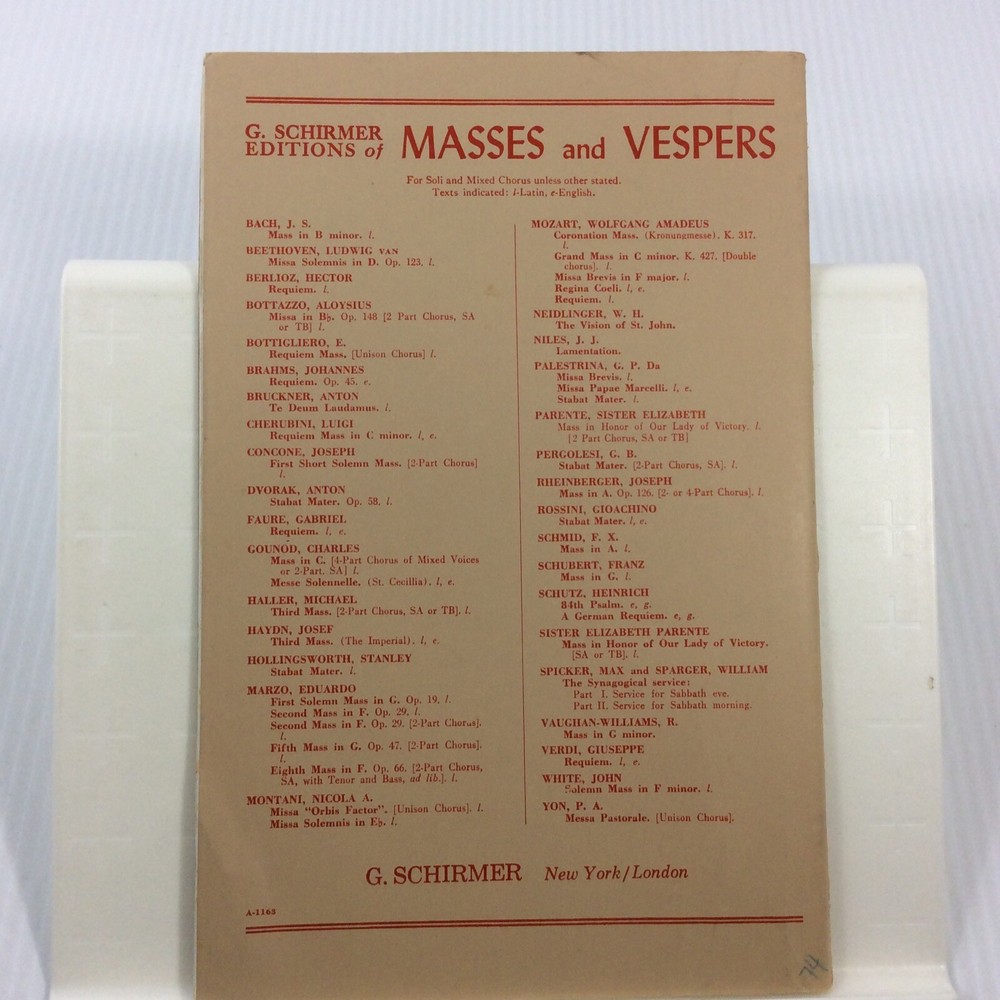 G. SCHIRMER
EDITIONS of MASSES and VESPERS
For Soli and Mixed Chorus unless other stated.
Texts indicated: l-Latin, e-English.
BACH, J. S.
Mass in B minor. l.
BEETHOVEN, LUDWIG VAN
Missa Solemnis in D. Op. 123. l.
BERLIOZ, HECTOR
Requiem. l.
BOTTAZZO, ALOYSIUS
Missa in B♭. Op. 148 [2 Part Chorus, SA
or TB] l.
BOTTIGLIERO, E.
Requiem Mass. [Unison Chorus] l.
BRAHMS, JOHANNES
Requiem. Op. 45. e.
BRUCKNER, ANTON
Te Deum Laudamus. l.
CHERUBINI, LUIGI
Requiem Mass in C minor. l, e.
CONCONE, JOSEPH
First Short Solemn Mass. [2-Part Chorus]
l.
DVORAK, ANTON
Stabat Mater. Op. 58. l.
FAURE, GABRIEL
Requiem. l, e.
GOUNOD, CHARLES
Mass in C. [4-Part Chorus of Mixed Voices
or 2-Part. SA] l.
Messe Solennelle. (St. Cecillia). l, e.
HALLER, MICHAEL
Third Mass. [2-Part Chorus, SA or TB]. l.
HAYDN, JOSEF
Third Mass. (The Imperial). l, e.
HOLLINGSWORTH, STANLEY
Stabat Mater. l.
MARZO, EDUARDO
First Solemn Mass in G. Op. 19. l.
Second Mass in F. Op. 29. l.
Second Mass in F. Op. 29. [2-Part Chorus].
l.
Fifth Mass in G. Op. 47. [2-Part Chorus].
l.
Eighth Mass in F. Op. 66. [2-Part Chorus,
SA, with Tenor and Bass, ad lib.]. l.
MONTANI, NICOLA A.
Missa "Orbis Factor". [Unison Chorus]. l.
Missa Solemnis in E♭. l.
MOZART, WOLFGANG AMADEUS
Coronation Mass. (Kronungmesse). K. 317.
l.
Grand Mass in C minor. K. 427. [Double
chorus]. l.
Missa Brevis in F major. l.
Regina Coeli. l, e.
Requiem. l.
NEIDLINGER, W. H.
The Vision of St. John.
NILES, J. J.
Lamentation.
PALESTRINA, G. P. Da
Missa Brevis. l.
Missa Papae Marcelli. l, e.
Stabat Mater. l.
PARENTE, SISTER ELIZABETH
Mass in Honor of Our Lady of Victory. l.
[2 Part Chorus, SA or TB]
PERGOLESI, G. B.
Stabat Mater. [2-Part Chorus, SA]. l.
RHEINBERGER, JOSEPH
Mass in A. Op. 126. [2- or 4-Part Chorus]. l.
ROSSINI, GIOACHINO
Stabat Mater. l, e.
SCHMID, F. X.
Mass in A. l.
SCHUBERT, FRANZ
Mass in G. l.
SCHUTZ, HEINRICH
84th Psalm. e, g.
A German Requiem. e, g.
SISTER ELIZABETH PARENTE
Mass in Honor of Our Lady of Victory.
[SA or TB]. l.
SPICKER, MAX and SPARGER, WILLIAM
The Synagogical service:
Part I. Service for Sabbath eve.
Part II. Service for Sabbath morning.
VAUGHAN-WILLIAMS, R.
Mass in G minor.
VERDI, GIUSEPPE
Requiem. l, e.
WHITE, JOHN
Solemn Mass in F minor. l.
YON, P. A.
Messa Pastorale. [Unison Chorus].
G. SCHIRMER New York/London
A-1163
74